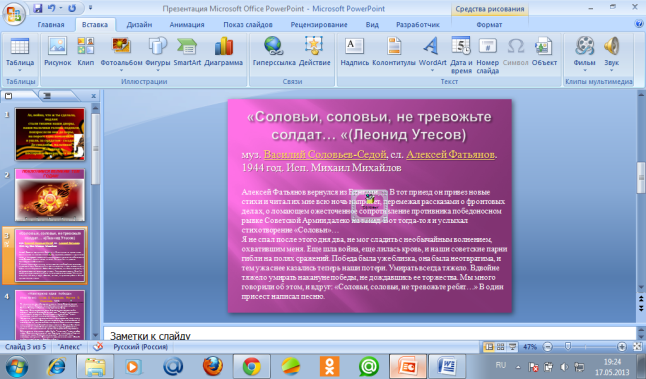 Презентация Microsoft Office PowerPoint - Microsoft PowerPoint
Средства рисования
Главная Вставка Дизайн Анимация Показ слайдов Рецензирование Вид Разработчик Формат
Таблица Рисунок Клип Фотоальбом Фигуры SmartArt Диаграмма Гиперссылка Действие Надпись Колонтитулы WordArt Дата и время Номер слайда Символ Объект Фильм Звук
Таблицы Иллюстрации Связи Текст Клипы мультимедиа
1
2
3
4
«Соловьи, соловьи, не тревожьте
солдат… «(Леонид Утесов)
муз. Василий Соловьев-Седой, сл. Алексей Фатьянов.
1944 год. Исп. Михаил Михайлов
Алексей Фатьянов вернулся из В тот приезд он привез новые
стихи и читал их мне всю ночь перемежая рассказами о фронтовых
делах, о ломающем ожесточенное сопротивление противника победоносном
рывке Советской Армии далеко на запад. Вот тогда-то я и услыхал
стихотворение «Соловьи»…
Я не спал после этого дня два, не мог сладить с необычайным волнением,
охватившим меня. Еще шла война, еще лилась кровь, и наши советские парни
гибли на полях сражений. Победа была уже близка, она была неотвратима, и
тем ужаснее казались теперь наши потери. Умирать всегда тяжело. Вдвойне
тяжело умирать накануне победы, не дождавшись ее торжества. Мы много
говорили об этом, и вдруг: «Соловьи, соловьи, не тревожьте ребят…» В один
присест написал песню.
Заметки к слайду
Слайд 3 из 5 "Апекс" Русский (Россия) 47%
RU 19:24
17.05.2013